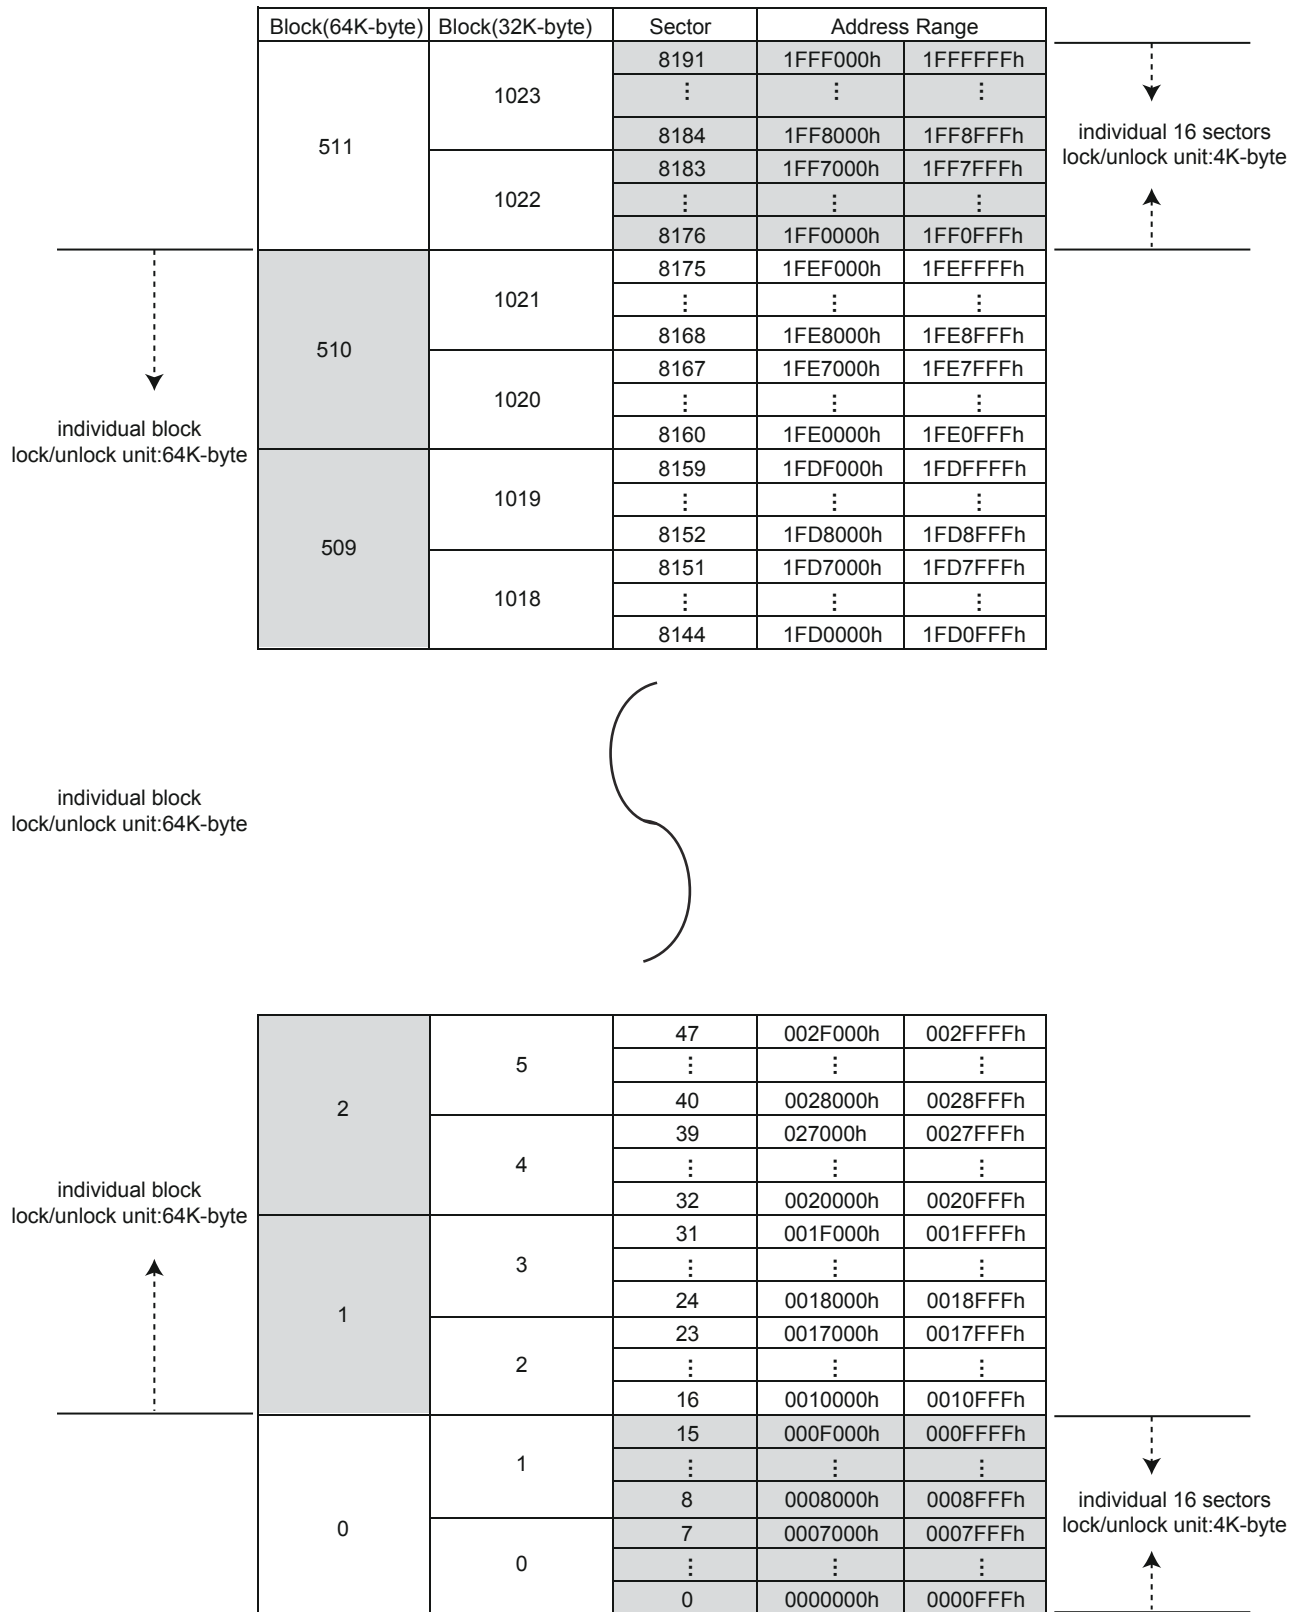 Block(64K-byte) Block(32K-byte) Sector Address Range
8191 1FFF000h 1FFFFFFh
1023 ⋮ ⋮ ⋮
511 8184 1FF8000h 1FF8FFFh individual 16 sectors
8183 1FF7000h 1FF7FFFh lock/unlock unit:4K-byte
1022 ⋮ ⋮ ⋮
8176 1FF0000h 1FF0FFFh
8175 1FEF000h 1FEFFFFh
1021 ⋮ ⋮ ⋮
510 8168 1FE8000h 1FE8FFFh
8167 1FE7000h 1FE7FFFh
1020 ⋮ ⋮ ⋮
individual block 8160 1FE0000h 1FE0FFFh
lock/unlock unit:64K-byte 8159 1FDF000h 1FDFFFFh
1019 ⋮ ⋮ ⋮
509 8152 1FD8000h 1FD8FFFh
8151 1FD7000h 1FD7FFFh
1018 ⋮ ⋮ ⋮
8144 1FD0000h 1FD0FFFh
individual block
lock/unlock unit:64K-byte
47 002F000h 002FFFFh
5 ⋮ ⋮ ⋮
2 40 0028000h 0028FFFh
39 027000h 0027FFFh
4 ⋮ ⋮ ⋮
individual block 32 0020000h 0020FFFh
lock/unlock unit:64K-byte 31 001F000h 001FFFFh
3 ⋮ ⋮ ⋮
1 24 0018000h 0018FFFh
23 0017000h 0017FFFh
2 ⋮ ⋮ ⋮
16 0010000h 0010FFFh
15 000F000h 000FFFFh
1 ⋮ ⋮ ⋮
8 0008000h 0008FFFh individual 16 sectors
0 7 0007000h 0007FFFh lock/unlock unit:4K-byte
0 ⋮ ⋮ ⋮
0 0000000h 0000FFFh